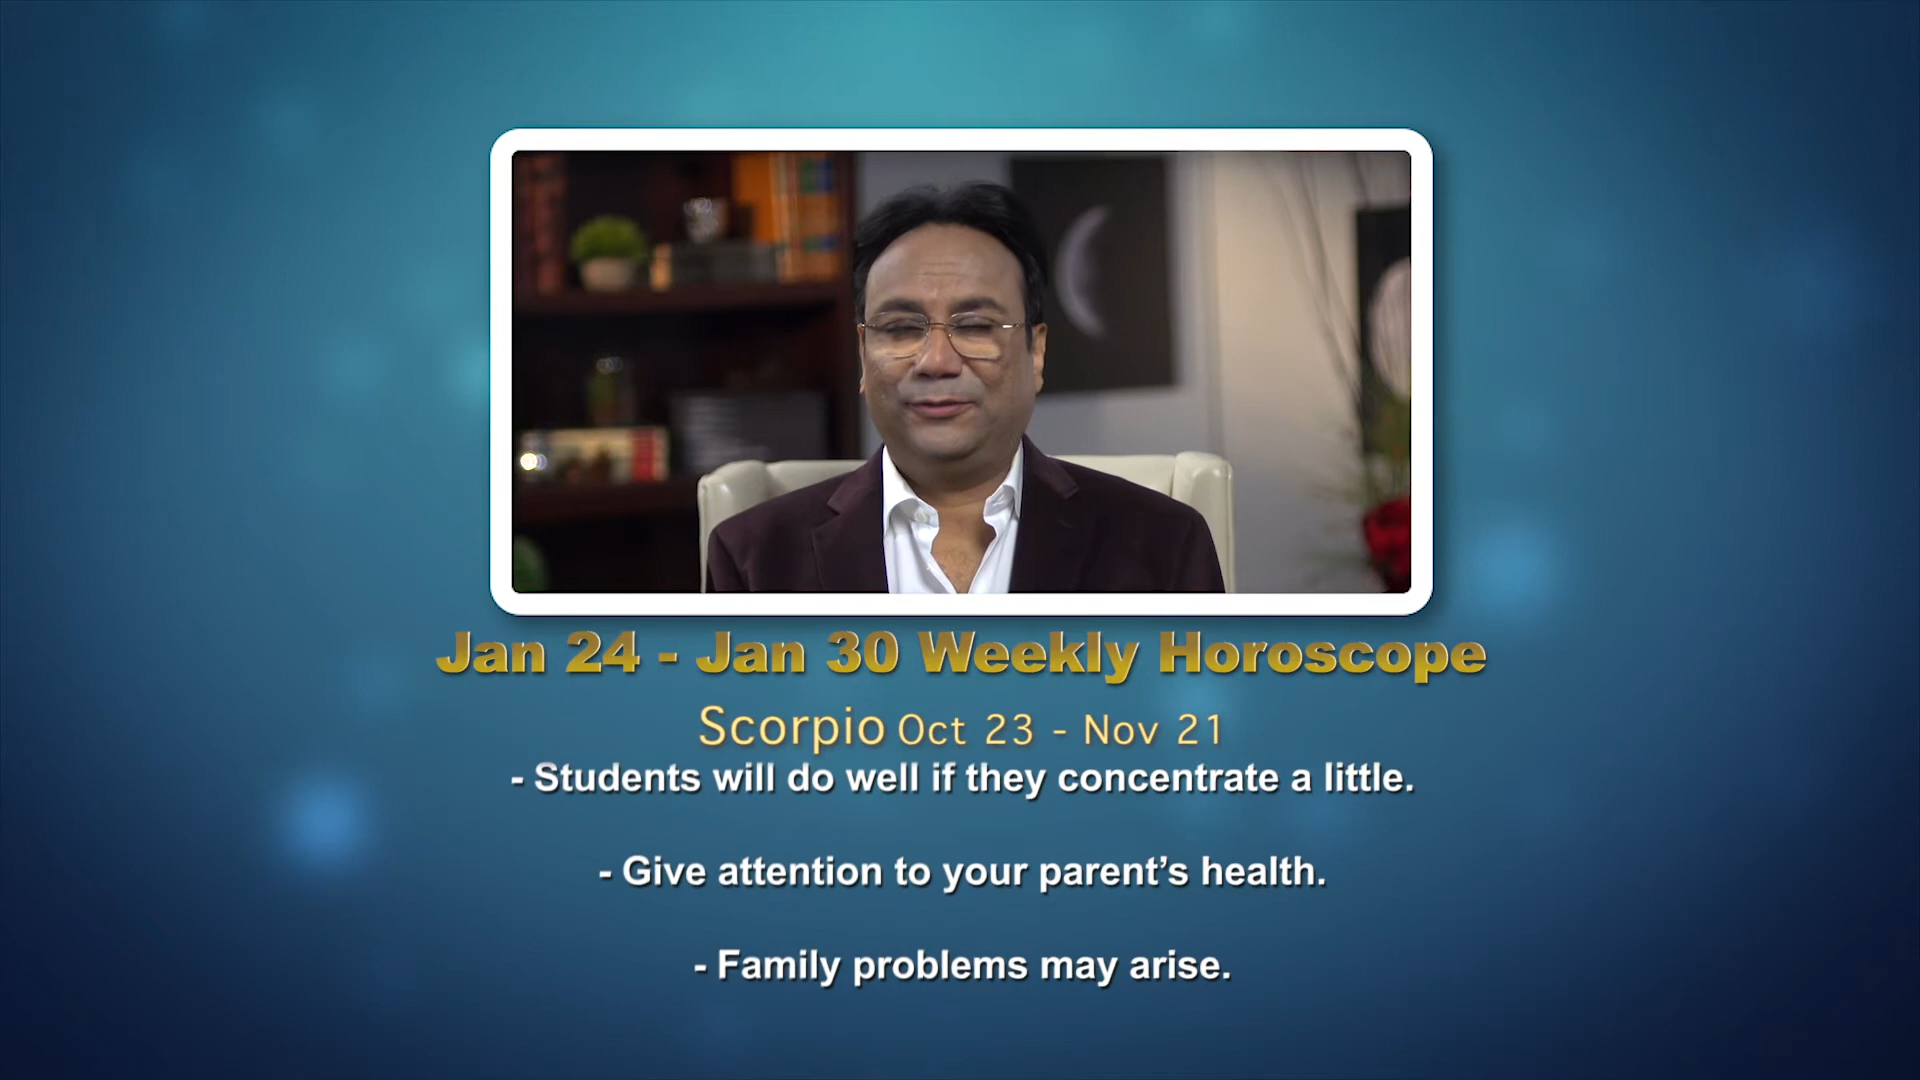 Jan 24 - Jan 30 Weekly Horoscope
Scorpio Oct 23 - Nov 21
- Students will do well if they concentrate a little.
- Give attention to your parent’s health.
- Family problems may arise.